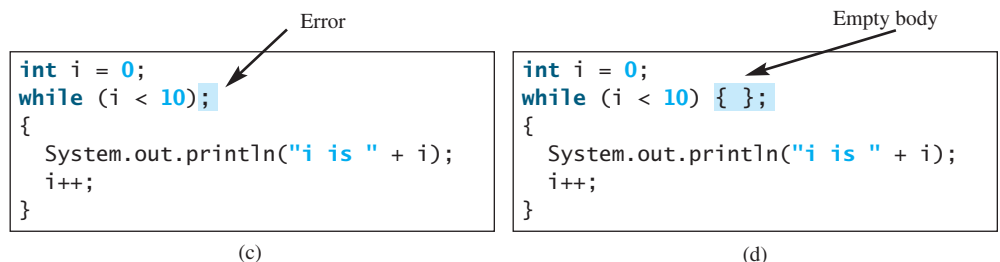 Error
int i = 0;
while (i < 10);
{
  System.out.println("i is " + i);
  i++;
}
(c)
Empty body
int i = 0;
while (i < 10) { };
{
  System.out.println("i is " + i);
  i++;
}
(d)